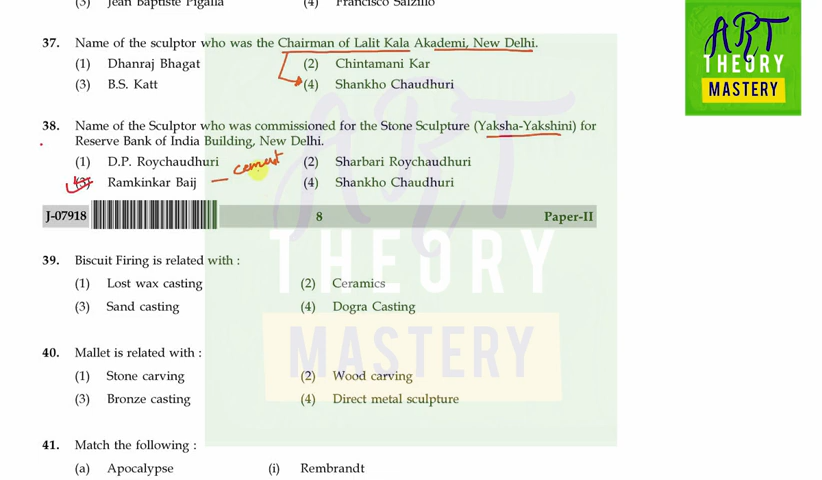 (3) Jean Baptiste Pigalla (4) Francisco Salzillo
37. Name of the sculptor who was the Chairman of Lalit Kala Akademi, New Delhi.
(1) Dhanraj Bhagat (2) Chintamani Kar
(3) B.S. Katt (4) Shankho Chaudhuri
38. Name of the Sculptor who was commissioned for the Stone Sculpture (Yaksha-Yakshini) for
Reserve Bank of India Building, New Delhi.
(1) D.P. Roychaudhuri (2) Sharbari Roychaudhuri
(3) Ramkinkar Baij — cement (4) Shankho Chaudhuri
J-07918 8 Paper-II
39. Biscuit Firing is related with :
(1) Lost wax casting (2) Ceramics
(3) Sand casting (4) Dogra Casting
40. Mallet is related with :
(1) Stone carving (2) Wood carving
(3) Bronze casting (4) Direct metal sculpture
41. Match the following :
(a) Apocalypse (i) Rembrandt
ART
THEORY
MASTERY
ART
THEORY
MASTERY